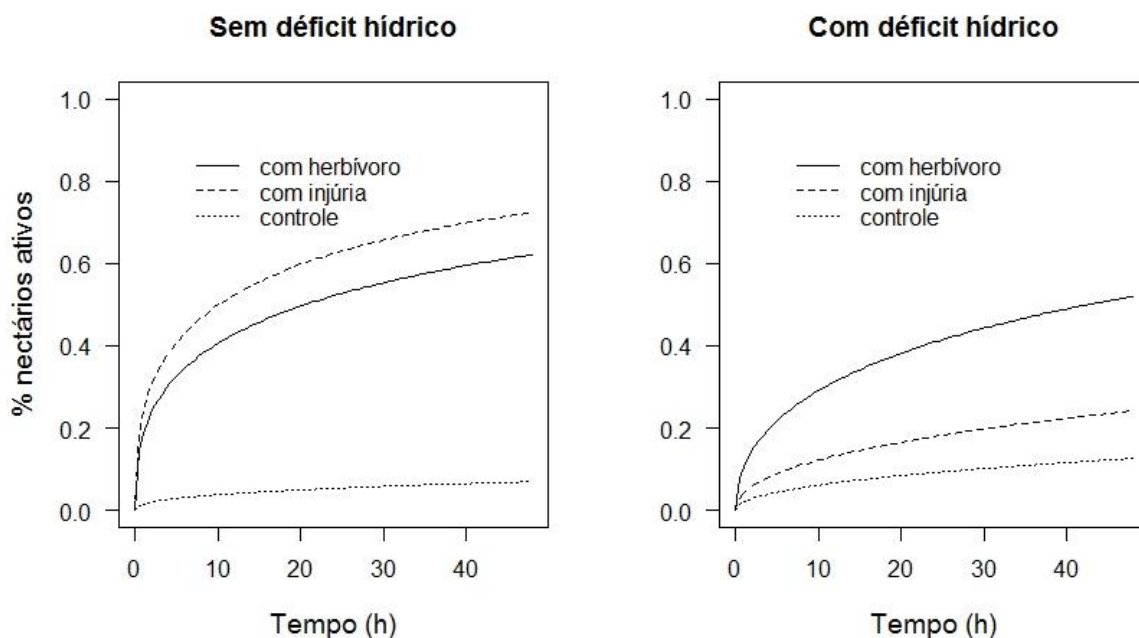 Sem déficit hídrico
% nectários ativos
1.0
0.8
0.6
0.4
0.2
0.0
com herbívoro
com injúria
controle
0 10 20 30 40
Tempo (h)
Com déficit hídrico
1.0
0.8
0.6
0.4
0.2
0.0
com herbívoro
com injúria
controle
0 10 20 30 40
Tempo (h)